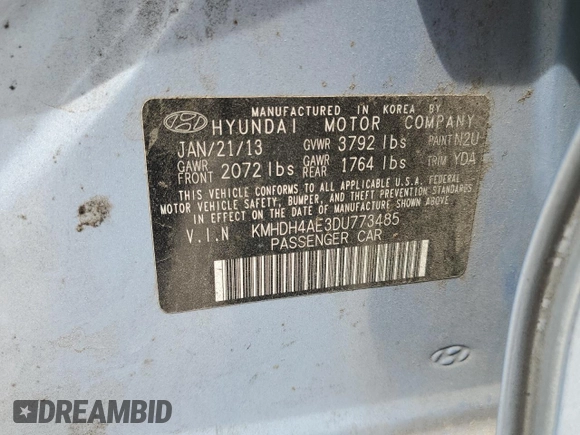 MANUFACTURED IN KOREA BY
HYUNDAI MOTOR COMPANY
JAN/21/13 GVWR 3792 lbs PAINT N2U
GAWR FRONT 2072 lbs GAWR REAR 1764 lbs TRIM YDA
THIS VEHICLE CONFORMS TO ALL APPLICABLE U.S.A. FEDERAL
MOTOR VEHICLE SAFETY, BUMPER, AND THEFT PREVENTION STANDARDS
IN EFFECT ON THE DATE OF MANUFACTURE SHOWN ABOVE.
V.I.N KMHDH4AE3DU773485
PASSENGER CAR
DREAMBID